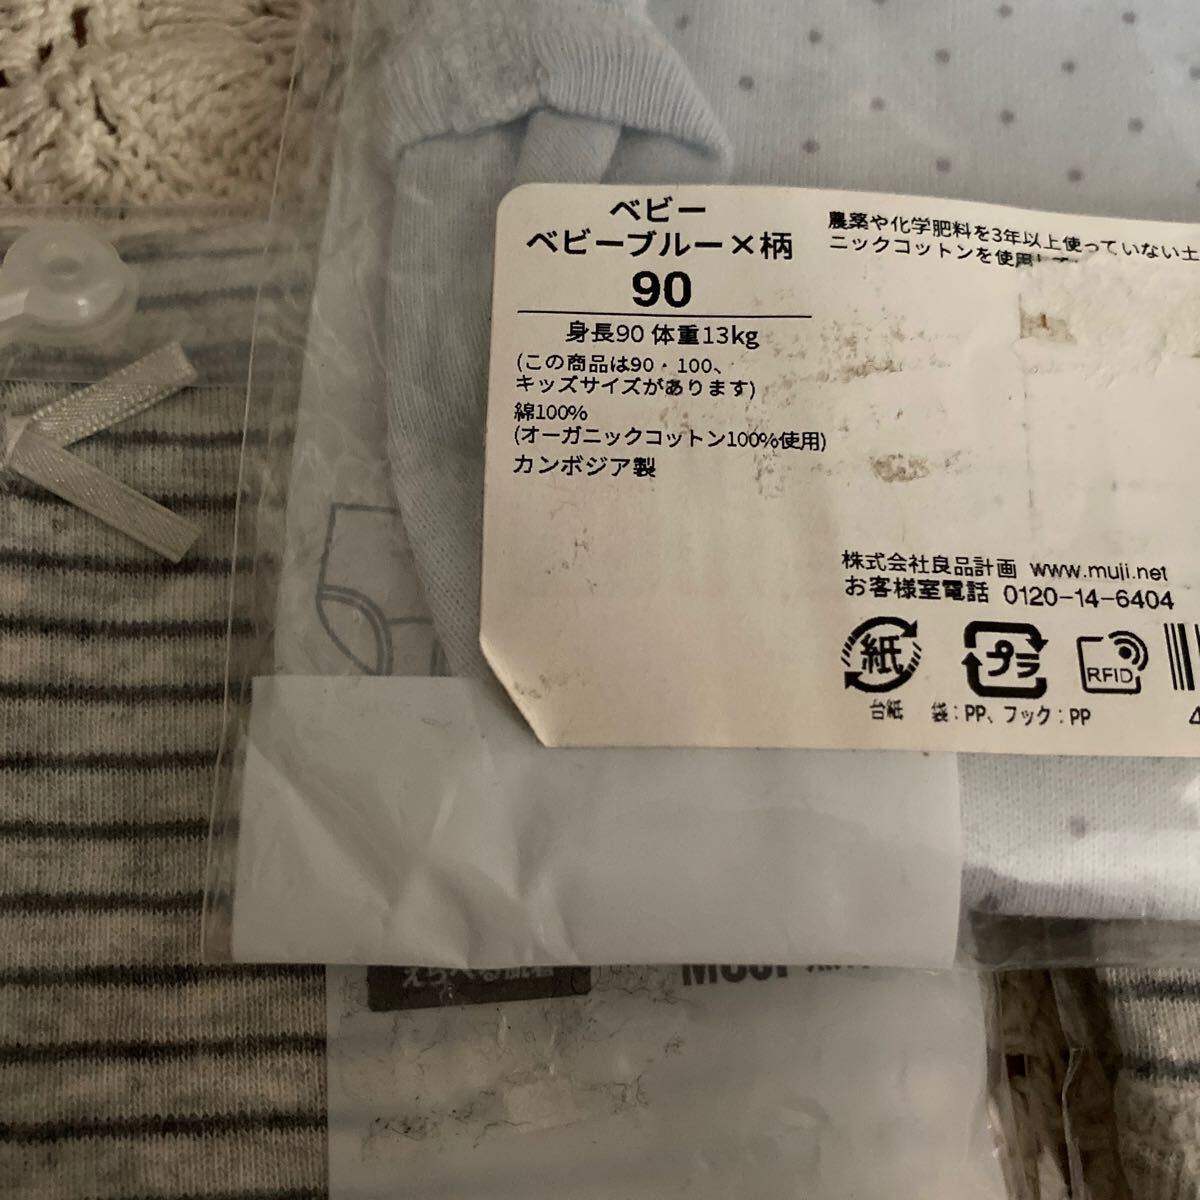 ベビー
ベビーブルー×柄
90
身長90 体重13kg
(この商品は90・100、
キッズサイズがあります)
綿100%
(オーガニックコットン100%使用)
カンボジア製
農薬や化学肥料を3年以上使っていない土
ニックコットンを使用
株式会社良品計画 www.muji.net
お客様室電話 0120-14-6404
紙
プラ
RFID
台紙 袋:PP、フック:PP
4
MUJI